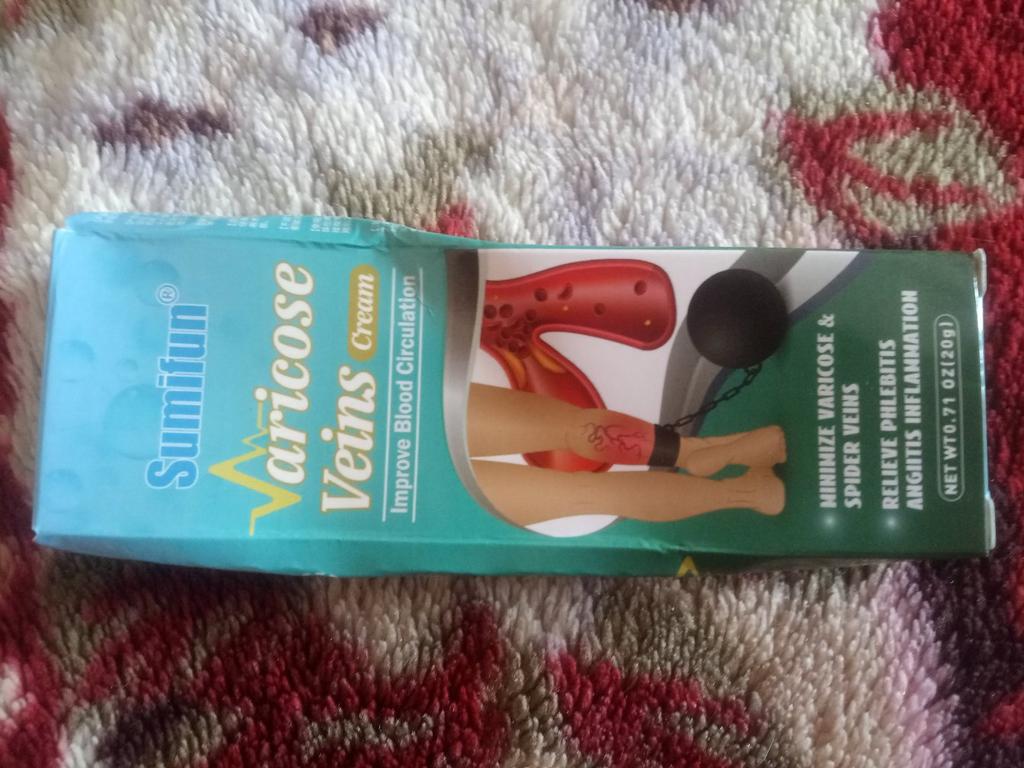 Sumifun®
Varicose
Veins Cream
Improve Blood Circulation
MINIMIZE VARICOSE &
SPIDER VEINS
RELIEVE PHLEBITIS
ANGIITIS INFLAMNATION
NET WT0.71 OZ(20g)